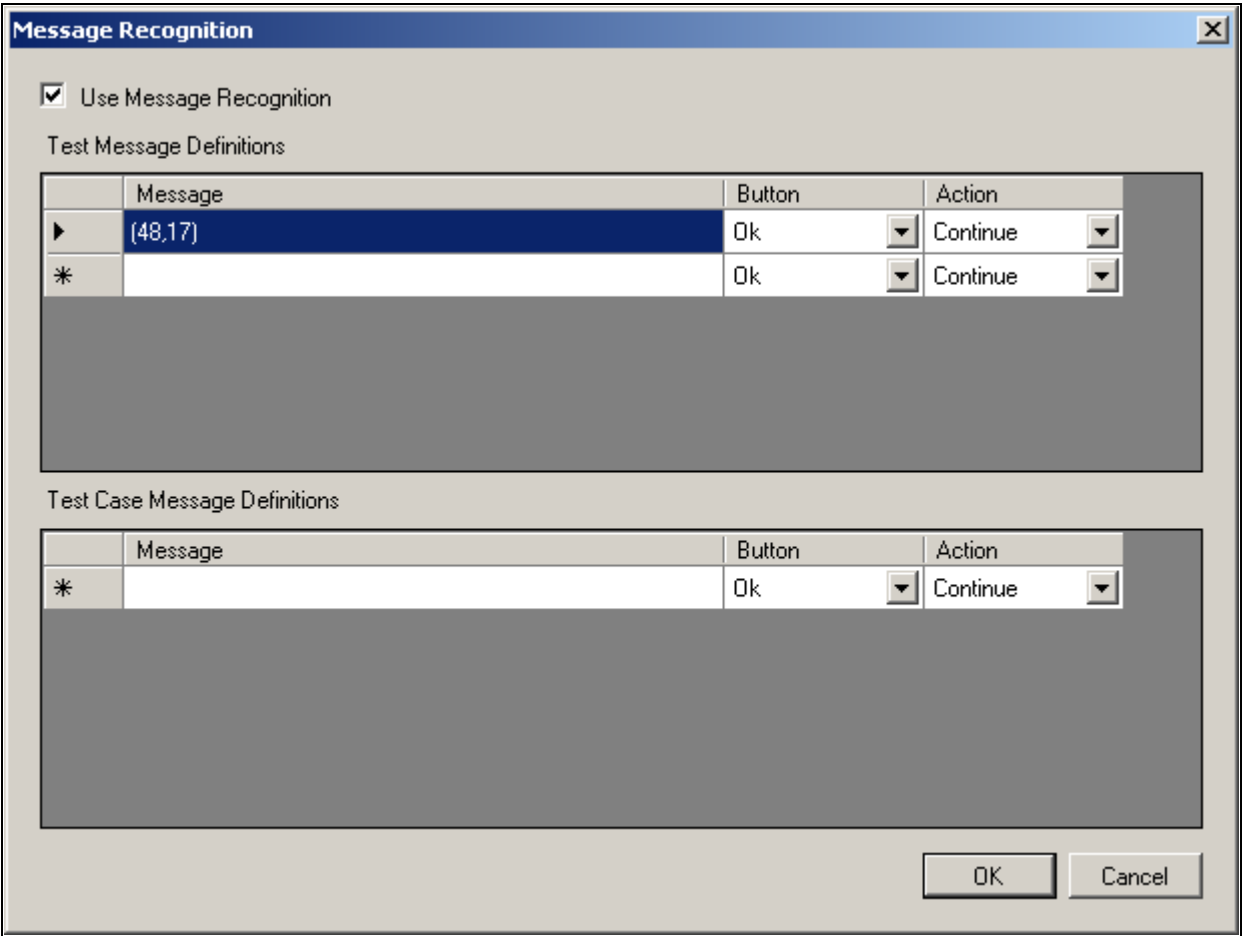 Message Recognition
Use Message Recognition
Test Message Definitions
Message Button Action
(48,17) Ok Continue
Ok Continue
Test Case Message Definitions
Message Button Action
Ok Continue
OK Cancel